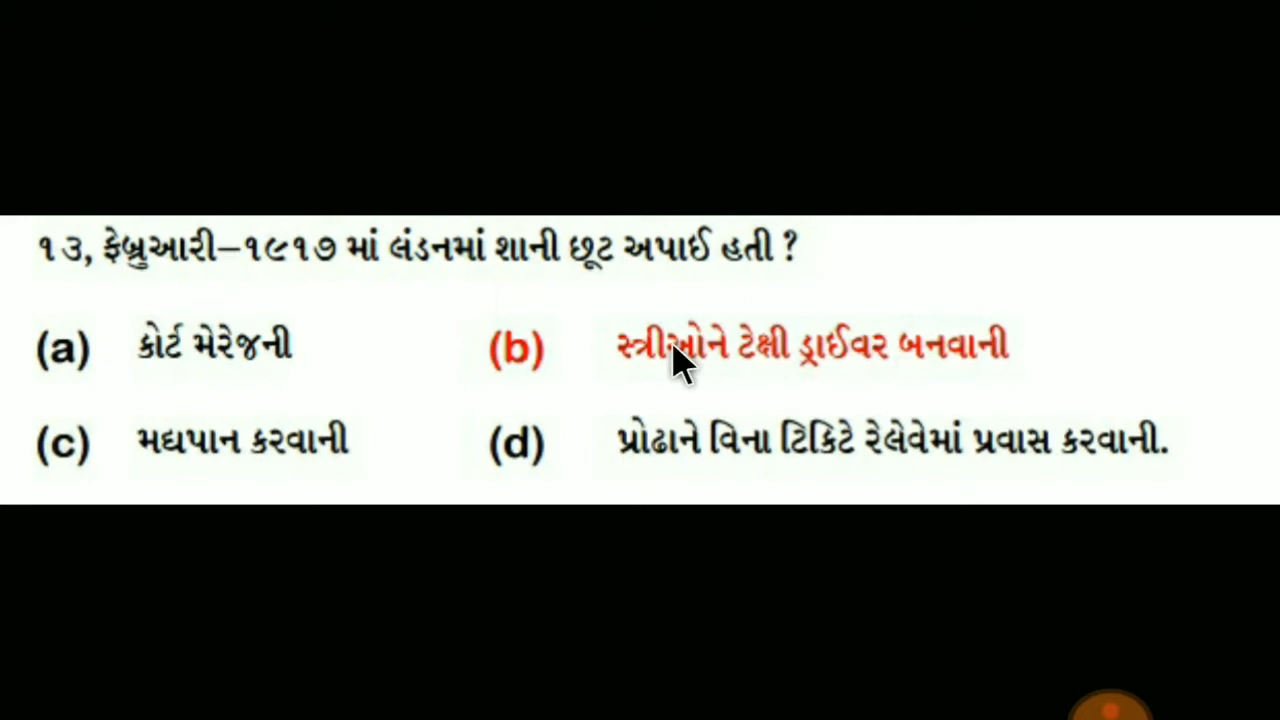 ૧૩, ફેબ્રુઆરી–૧૯૧૭ માં લંડનમાં શાની છૂટ અપાઈ હતી ?
(a) કોર્ટ મેરેજની (b) સ્ત્રીઓને ટેક્ષી ડ્રાઈવર બનવાની
(c) મદ્યપાન કરવાની (d) પ્રોઢાને વિના ટિકિટે રેલેવેમાં પ્રવાસ કરવાની.